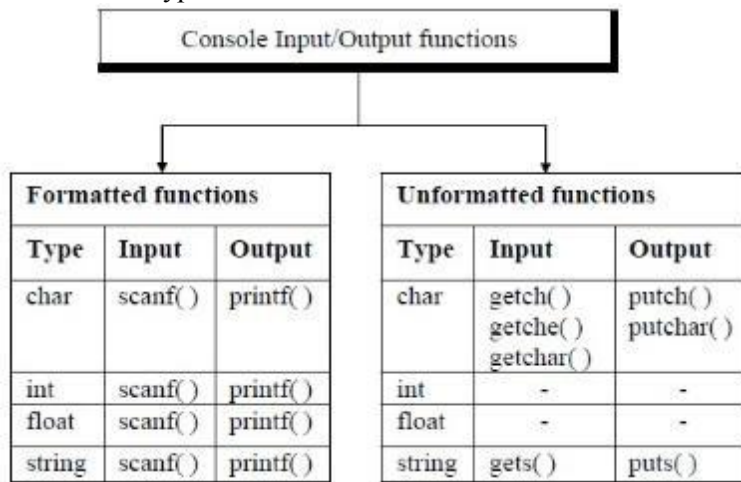 Console Input/Output functions
Formatted functions
Type Input Output
char scanf( ) printf( )
int scanf( ) printf( )
float scanf( ) printf( )
string scanf( ) printf( )
Unformatted functions
Type Input Output
char getch( ) putch( )
getche( ) putchar( )
getchar( )
int - -
float - -
string gets( ) puts( )